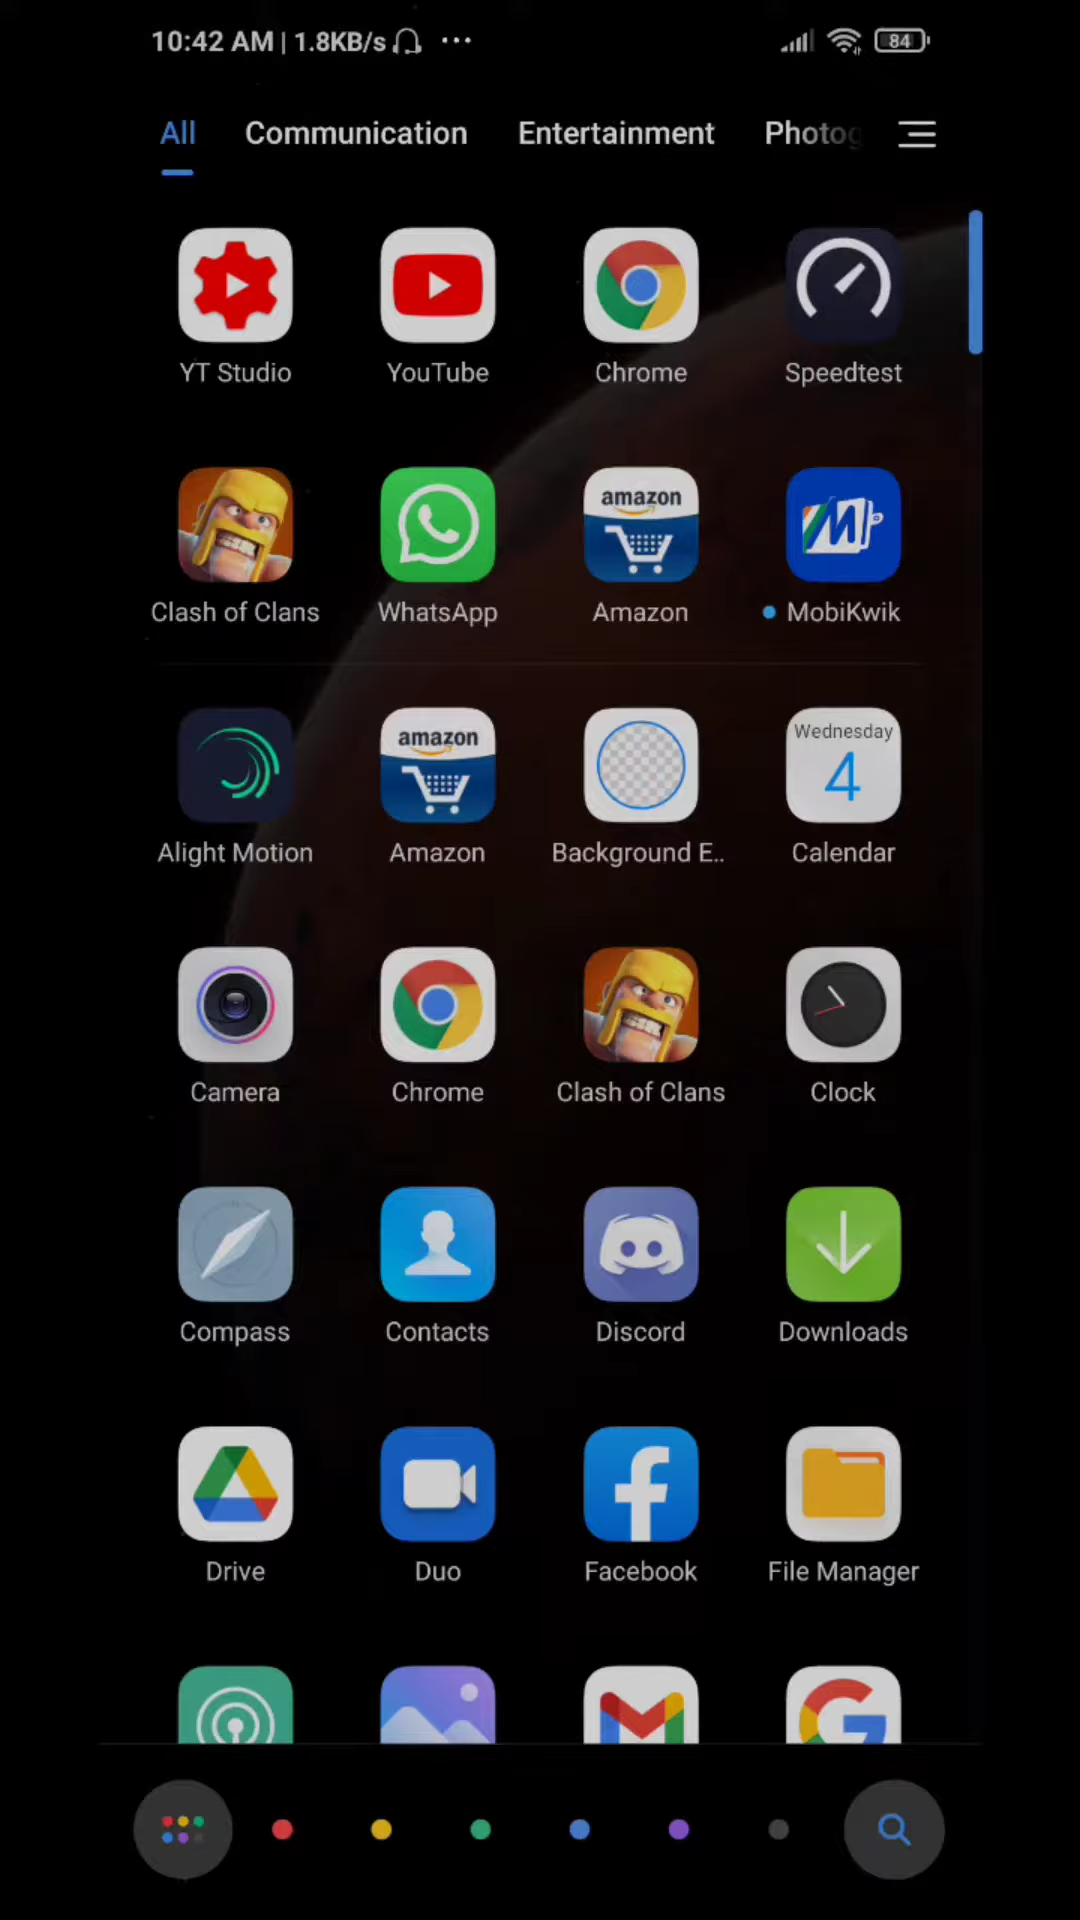 10:42 AM | 1.8KB/s ... 84
All Communication Entertainment Photog
YT Studio YouTube Chrome Speedtest
amazon
Clash of Clans WhatsApp Amazon MobiKwik
amazon Wednesday
4
Alight Motion Amazon Background E.. Calendar
Camera Chrome Clash of Clans Clock
Compass Contacts Discord Downloads
Drive Duo Facebook File Manager